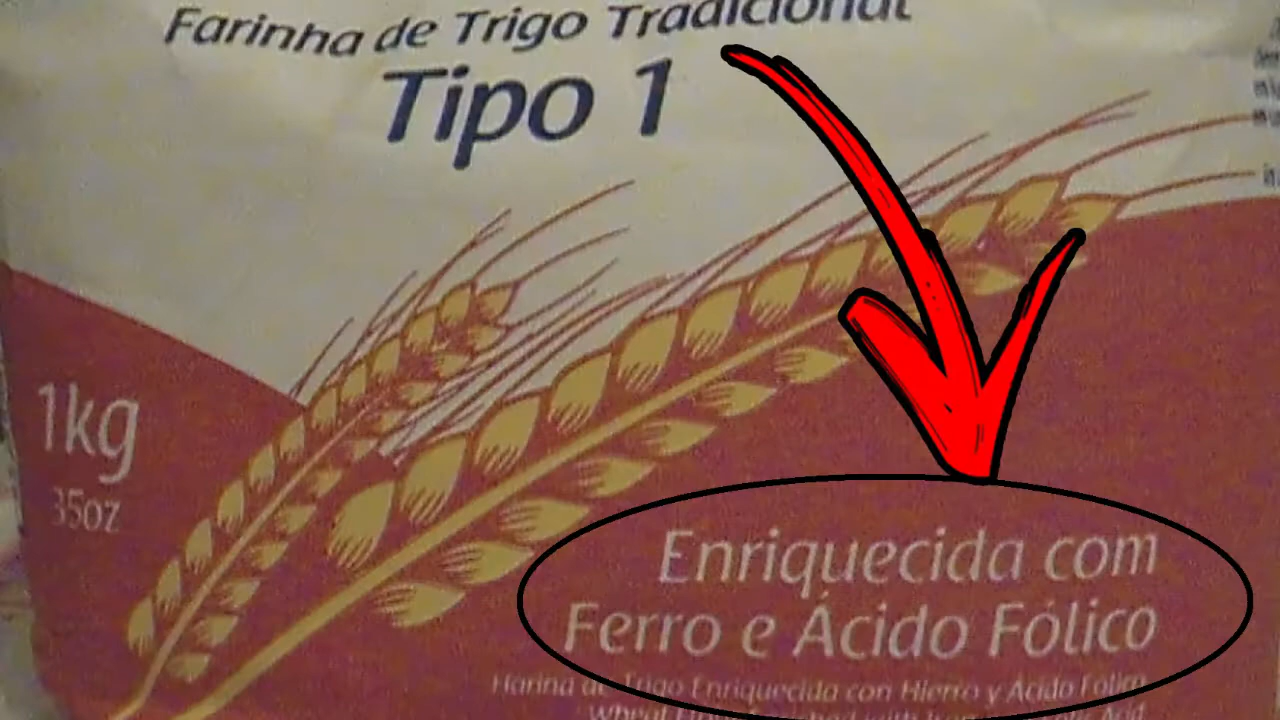 Farinha de Trigo Tradicional
Tipo 1
1kg
35oz
Enriquecida com
Ferro e Ácido Fólico
Harina de Trigo Enriquecida con Hierro y Ácido Fólico